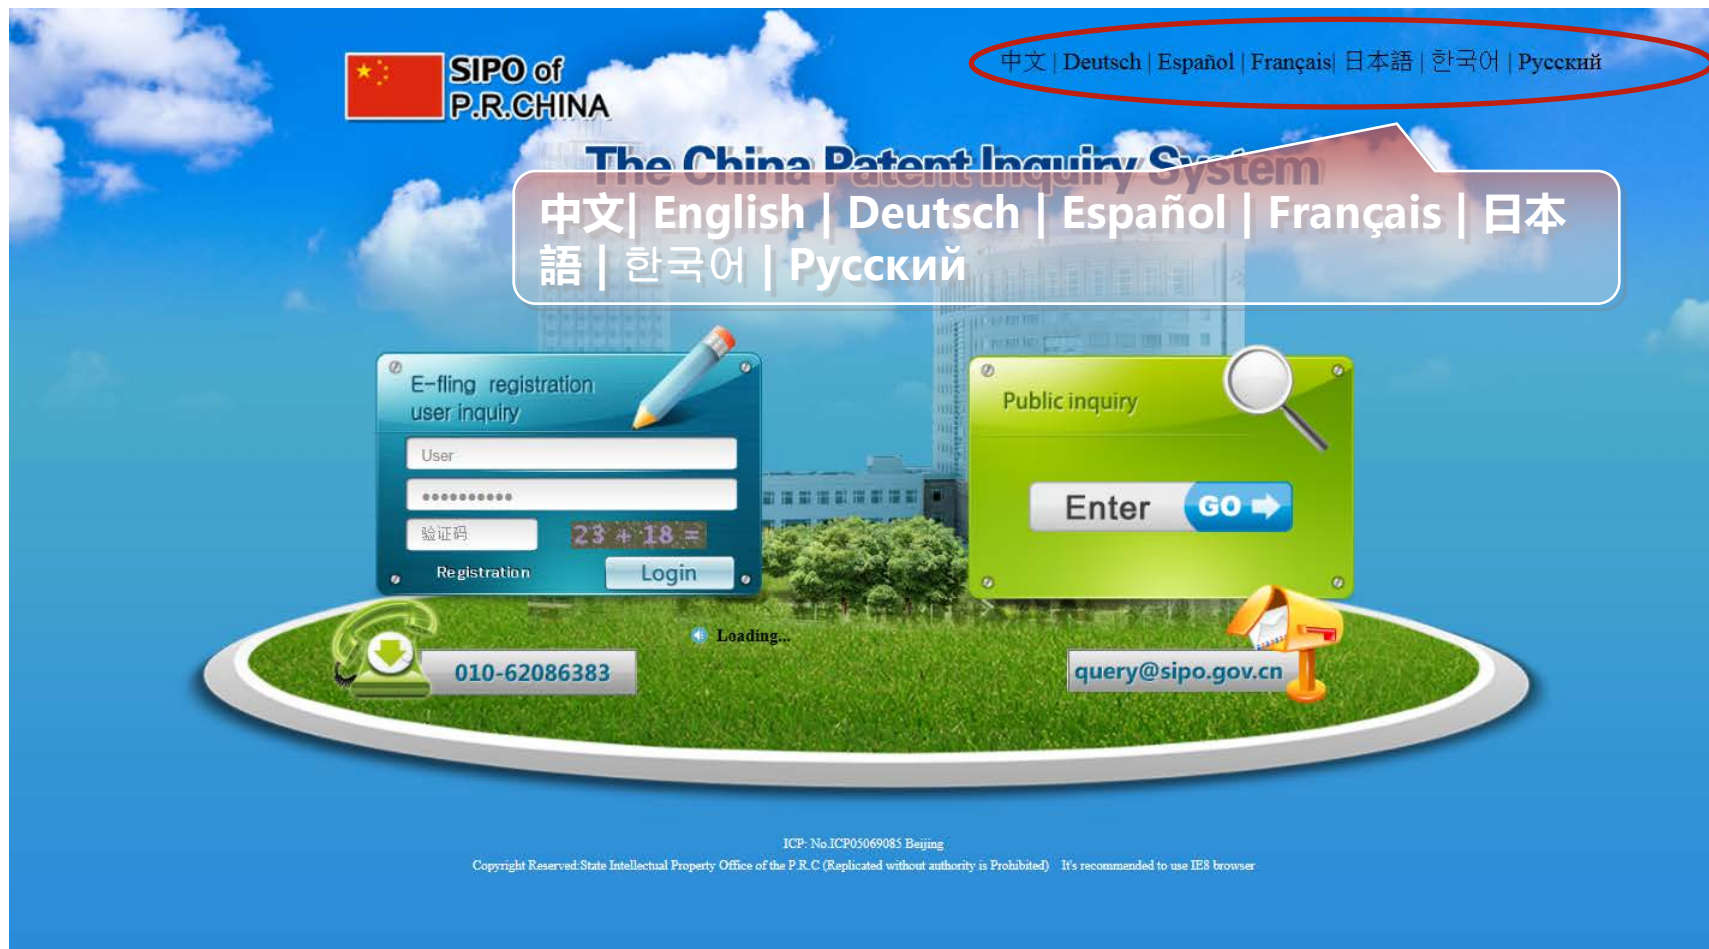 SIPO of
P.R.CHINA
中文 | Deutsch | Español | Français| 日本語 | 한국어 | Русский
The China Patent Inquiry System
中文| English | Deutsch | Español | Français | 日本
語 | 한국어 | Русский
E-fling registration
user inquiry
User
验证码
23 + 18 =
Registration
Login
Public inquiry
Enter GO
Loading...
010-62086383
query@sipo.gov.cn
ICP: No.ICP05069085 Beijing
Copyright Reserved:State Intellectual Property Office of the P.R.C (Replicated without authority is Prohibited) It's recommended to use IE8 browser